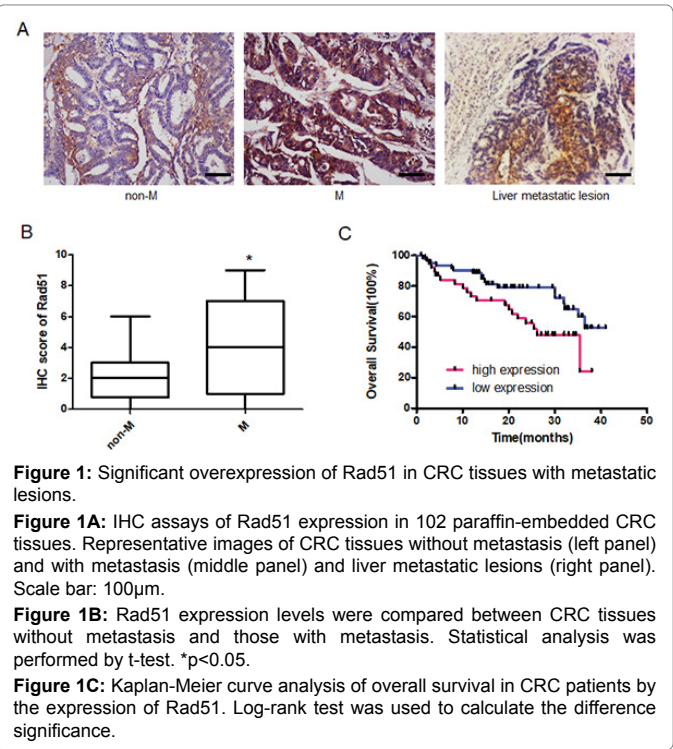 A
non-M
M
Liver metastatic lesion
B
IHC score of Rad51
10
8
6
4
2
0
*
non-M
M
C
Overall Survival(100%)
100
80
60
40
20
0
high expression
low expression
0 10 20 30 40 50
Time(months)
Figure 1: Significant overexpression of Rad51 in CRC tissues with metastatic
lesions.
Figure 1A: IHC assays of Rad51 expression in 102 paraffin-embedded CRC
tissues. Representative images of CRC tissues without metastasis (left panel)
and with metastasis (middle panel) and liver metastatic lesions (right panel).
Scale bar: 100µm.
Figure 1B: Rad51 expression levels were compared between CRC tissues
without metastasis and those with metastasis. Statistical analysis was
performed by t-test. *p<0.05.
Figure 1C: Kaplan-Meier curve analysis of overall survival in CRC patients by
the expression of Rad51. Log-rank test was used to calculate the difference
significance.